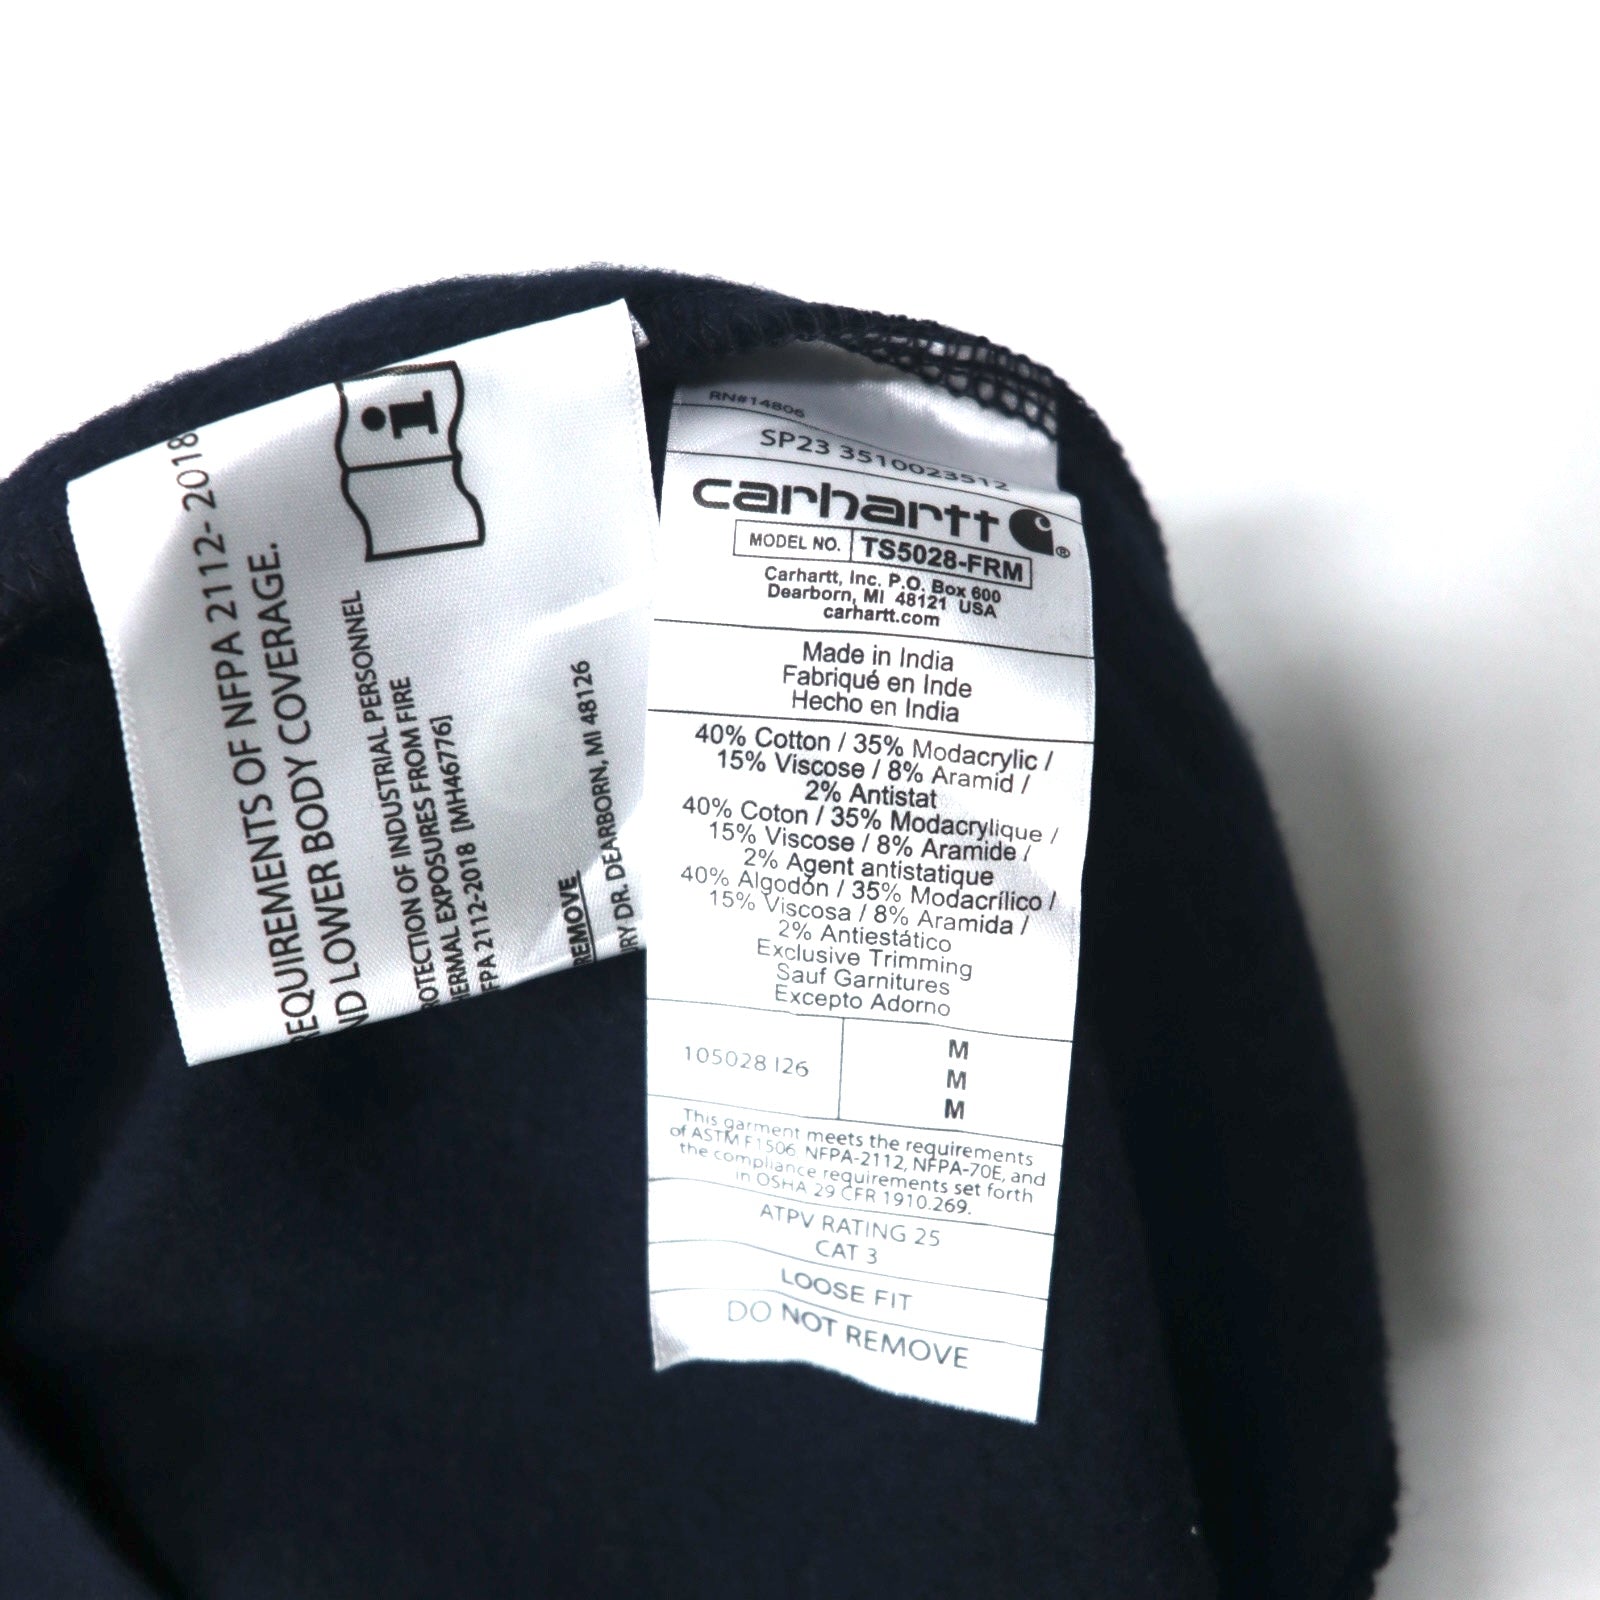 REQUIREMENTS OF NFPA 2112- 2018
ND LOWER BODY COVERAGE.
i
ROTECTION OF INDUSTRIAL PERSONNEL
HERMAL EXPOSURES FROM FIRE
FPA 2112-2018 [MH46776]
REMOVE
RY DR. DEARBORN, MI 48126
RN#14806
SP23 3510023512
carhartt ®
MODEL NO. TS5028-FRM
Carhartt, Inc. P.O. Box 600
Dearborn, MI 48121 USA
carhartt.com
Made in India
Fabriqué en Inde
Hecho en India
40% Cotton / 35% Modacrylic /
15% Viscose / 8% Aramid /
2% Antistat
40% Coton / 35% Modacrylique /
15% Viscose / 8% Aramide /
2% Agent antistatique
40% Algodón / 35% Modacrílico /
15% Viscosa / 8% Aramida /
2% Antiestático
Exclusive Trimming
Sauf Garnitures
Excepto Adorno
105028 I26
M
M
M
This garment meets the requirements
of ASTM F1506, NFPA-2112, NFPA-70E, and
the compliance requirements set forth
in OSHA 29 CFR 1910.269.
ATPV RATING 25
CAT 3
LOOSE FIT
DO NOT REMOVE